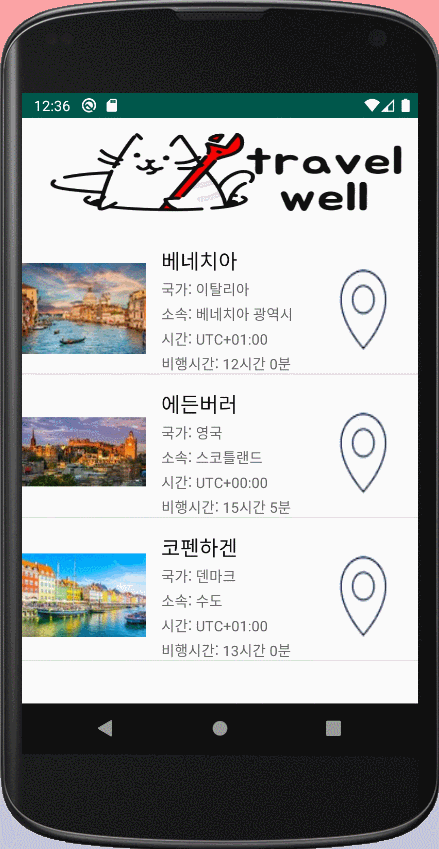 12:36
travel
well
베네치아
국가: 이탈리아
소속: 베네치아 광역시
시간: UTC+01:00
비행시간: 12시간 0분
에든버러
국가: 영국
소속: 스코틀랜드
시간: UTC+00:00
비행시간: 15시간 5분
코펜하겐
국가: 덴마크
소속: 수도
시간: UTC+01:00
비행시간: 13시간 0분